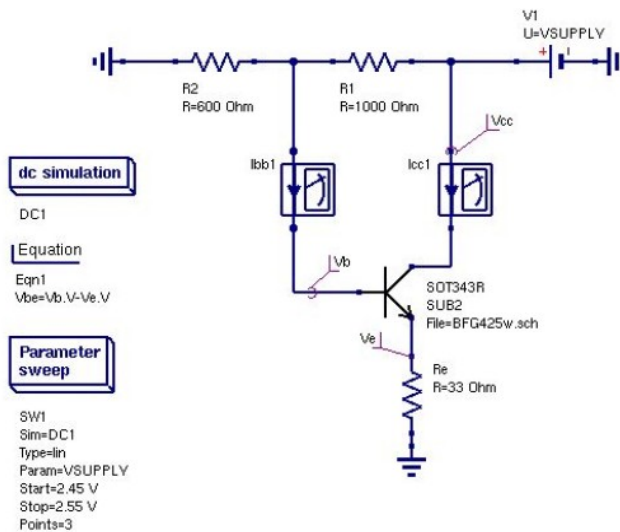 V1
U=VSUPPLY
+
R2
R=600 Ohm
R1
R=1000 Ohm
Vcc
Ibb1
Icc1
dc simulation
DC1
Equation
Eqn1
Vbe=Vb.V-Ve.V
Vb
SOT343R
SUB2
File=BFG425w.sch
Ve
Re
R=33 Ohm
Parameter
sweep
SW1
Sim=DC1
Type=lin
Param=VSUPPLY
Start=2.45 V
Stop=2.55 V
Points=3